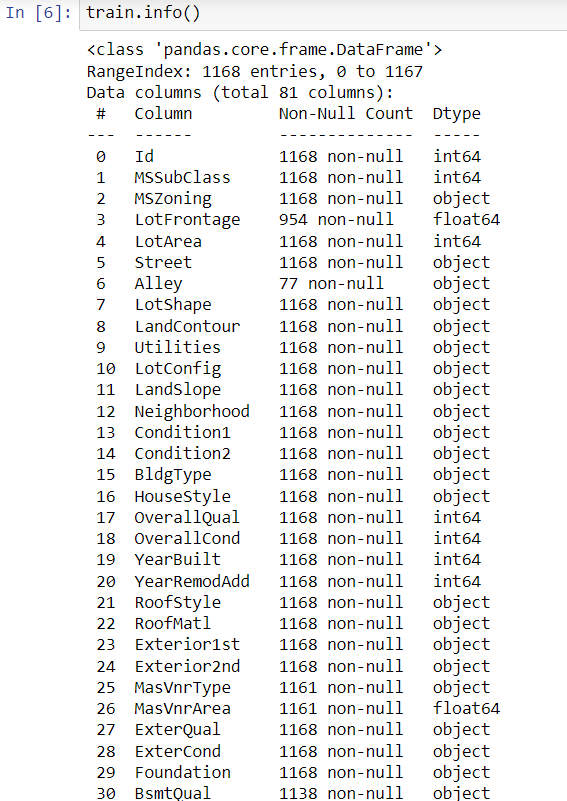 In [6]: train.info()
<class 'pandas.core.frame.DataFrame'>
RangeIndex: 1168 entries, 0 to 1167
Data columns (total 81 columns):
 #   Column         Non-Null Count  Dtype
---  ------         --------------  -----
 0   Id             1168 non-null   int64
 1   MSSubClass     1168 non-null   int64
 2   MSZoning       1168 non-null   object
 3   LotFrontage    954 non-null    float64
 4   LotArea        1168 non-null   int64
 5   Street         1168 non-null   object
 6   Alley          77 non-null     object
 7   LotShape       1168 non-null   object
 8   LandContour    1168 non-null   object
 9   Utilities      1168 non-null   object
 10  LotConfig      1168 non-null   object
 11  LandSlope      1168 non-null   object
 12  Neighborhood   1168 non-null   object
 13  Condition1     1168 non-null   object
 14  Condition2     1168 non-null   object
 15  BldgType       1168 non-null   object
 16  HouseStyle     1168 non-null   object
 17  OverallQual    1168 non-null   int64
 18  OverallCond    1168 non-null   int64
 19  YearBuilt      1168 non-null   int64
 20  YearRemodAdd   1168 non-null   int64
 21  RoofStyle      1168 non-null   object
 22  RoofMatl       1168 non-null   object
 23  Exterior1st    1168 non-null   object
 24  Exterior2nd    1168 non-null   object
 25  MasVnrType     1161 non-null   object
 26  MasVnrArea     1161 non-null   float64
 27  ExterQual      1168 non-null   object
 28  ExterCond      1168 non-null   object
 29  Foundation     1168 non-null   object
 30  BsmtQual       1138 non-null   object